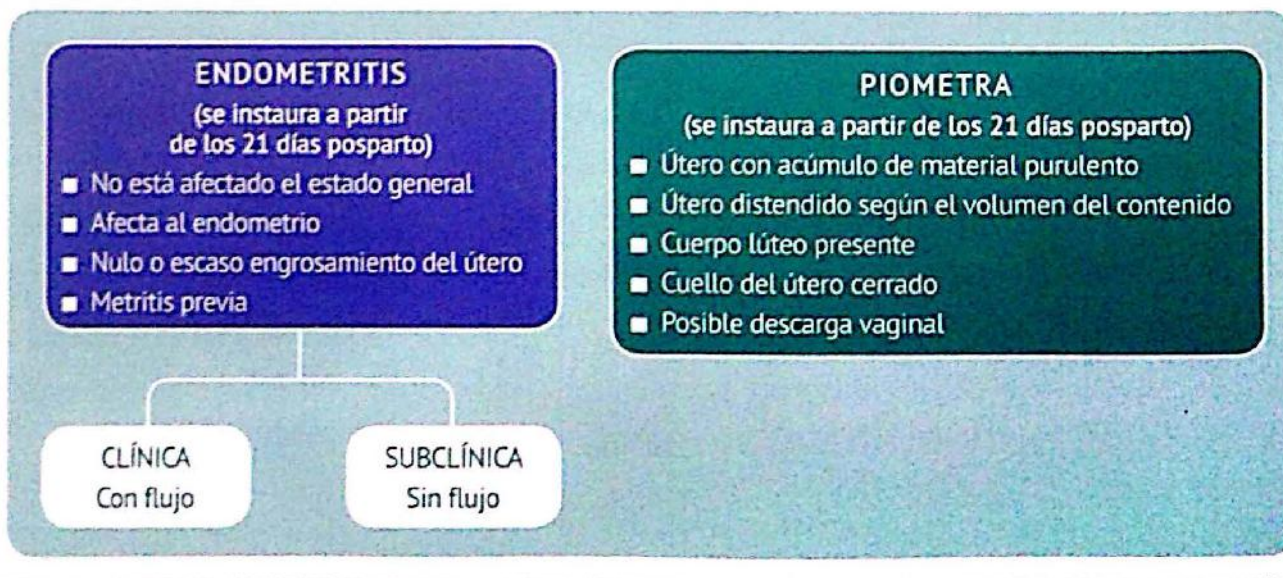 ENDOMETRITIS
(se instaura a partir
de los 21 días posparto)
■ No está afectado el estado general
■ Afecta al endometrio
■ Nulo o escaso engrosamiento del útero
■ Metritis previa
CLÍNICA
Con flujo
SUBCLÍNICA
Sin flujo
PIOMETRA
(se instaura a partir de los 21 días posparto)
■ Útero con acúmulo de material purulento
■ Útero distendido según el volumen del contenido
■ Cuerpo lúteo presente
■ Cuello del útero cerrado
■ Posible descarga vaginal